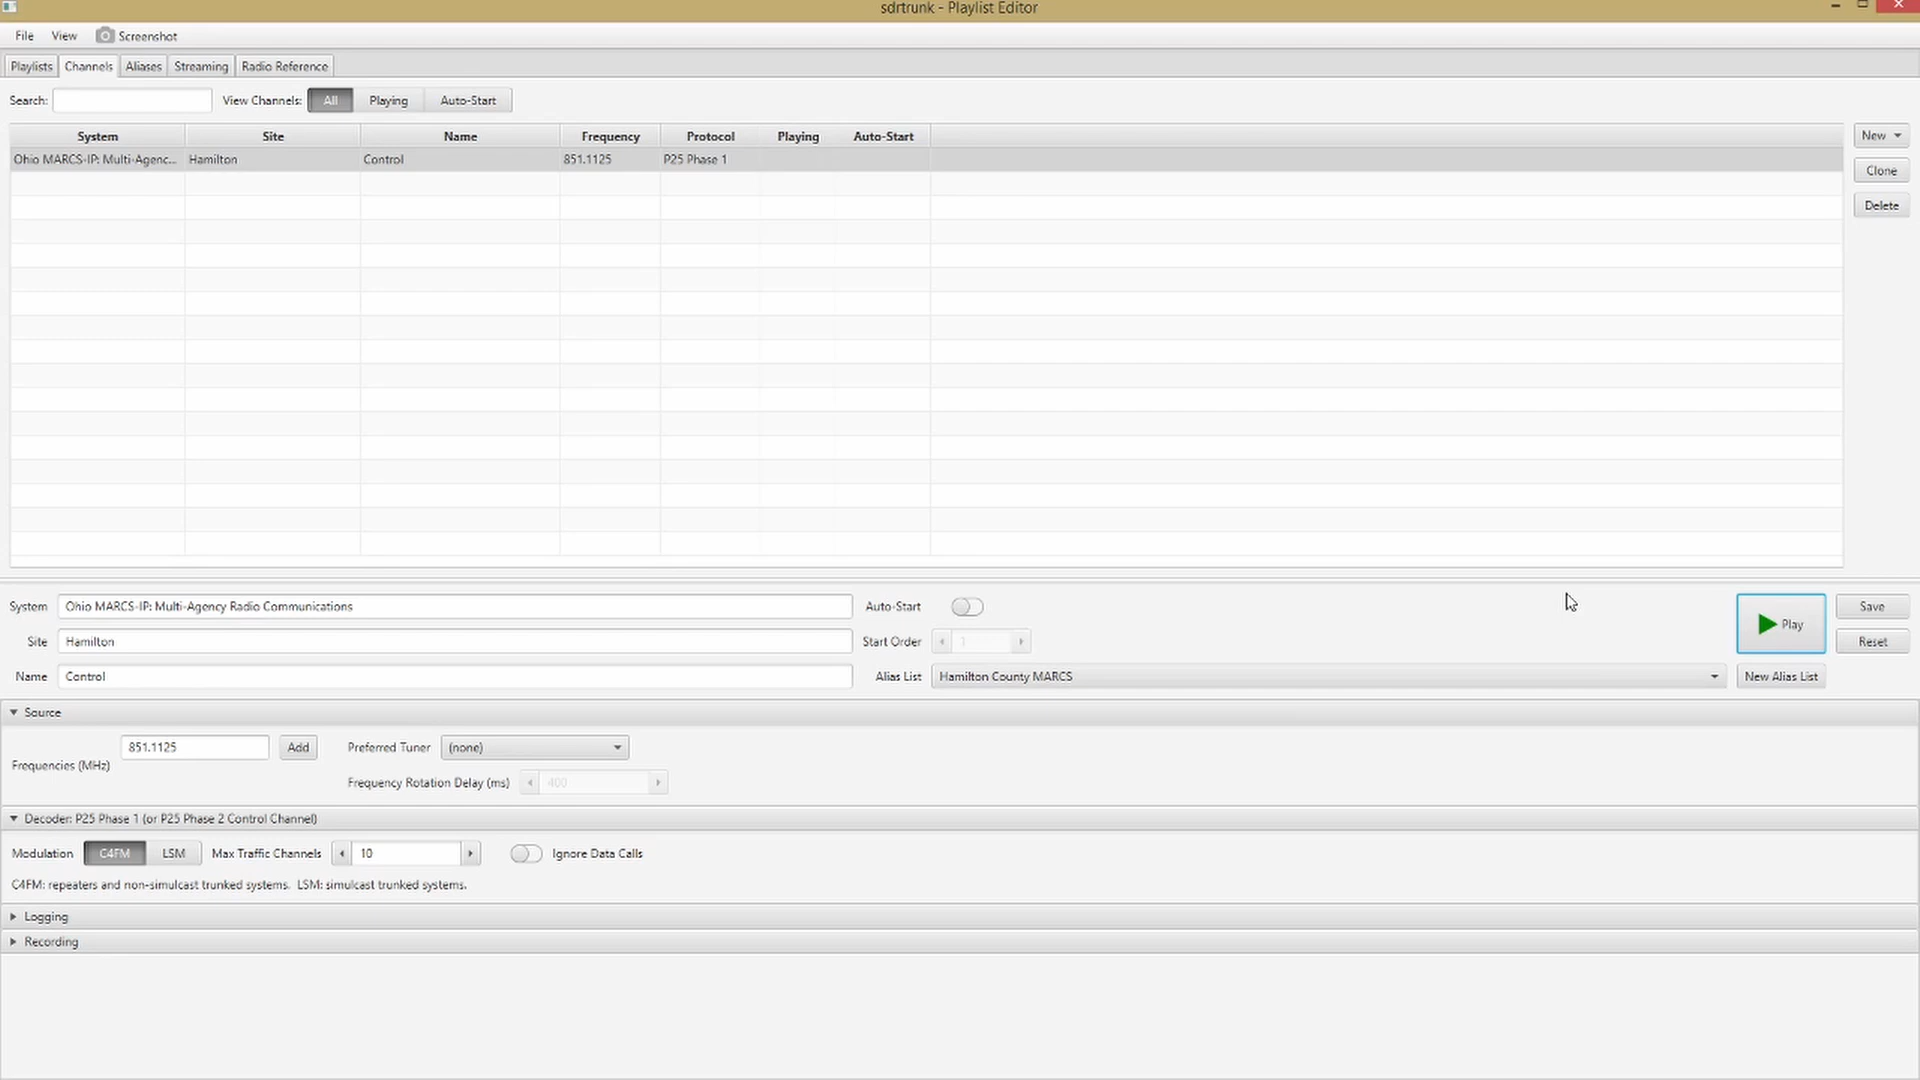 sdrtrunk - Playlist Editor
File View Screenshot
Playlists Channels Aliases Streaming Radio Reference
Search: View Channels: All Playing Auto-Start
System Site Name Frequency Protocol Playing Auto-Start
New
Ohio MARCS-IP: Multi-Agenc... Hamilton Control 851.1125 P25 Phase 1
Clone
Delete
System Ohio MARCS-IP: Multi-Agency Radio Communications Auto-Start
Play
Save
Site Hamilton Start Order 1
Reset
Name Control Alias List Hamilton County MARCS New Alias List
Source
Frequencies (MHz) 851.1125 Add Preferred Tuner (none)
Frequency Rotation Delay (ms) 400
Decoder: P25 Phase 1 (or P25 Phase 2 Control Channel)
Modulation C4FM LSM Max Traffic Channels 10 Ignore Data Calls
C4FM: repeaters and non-simulcast trunked systems. LSM: simulcast trunked systems.
Logging
Recording